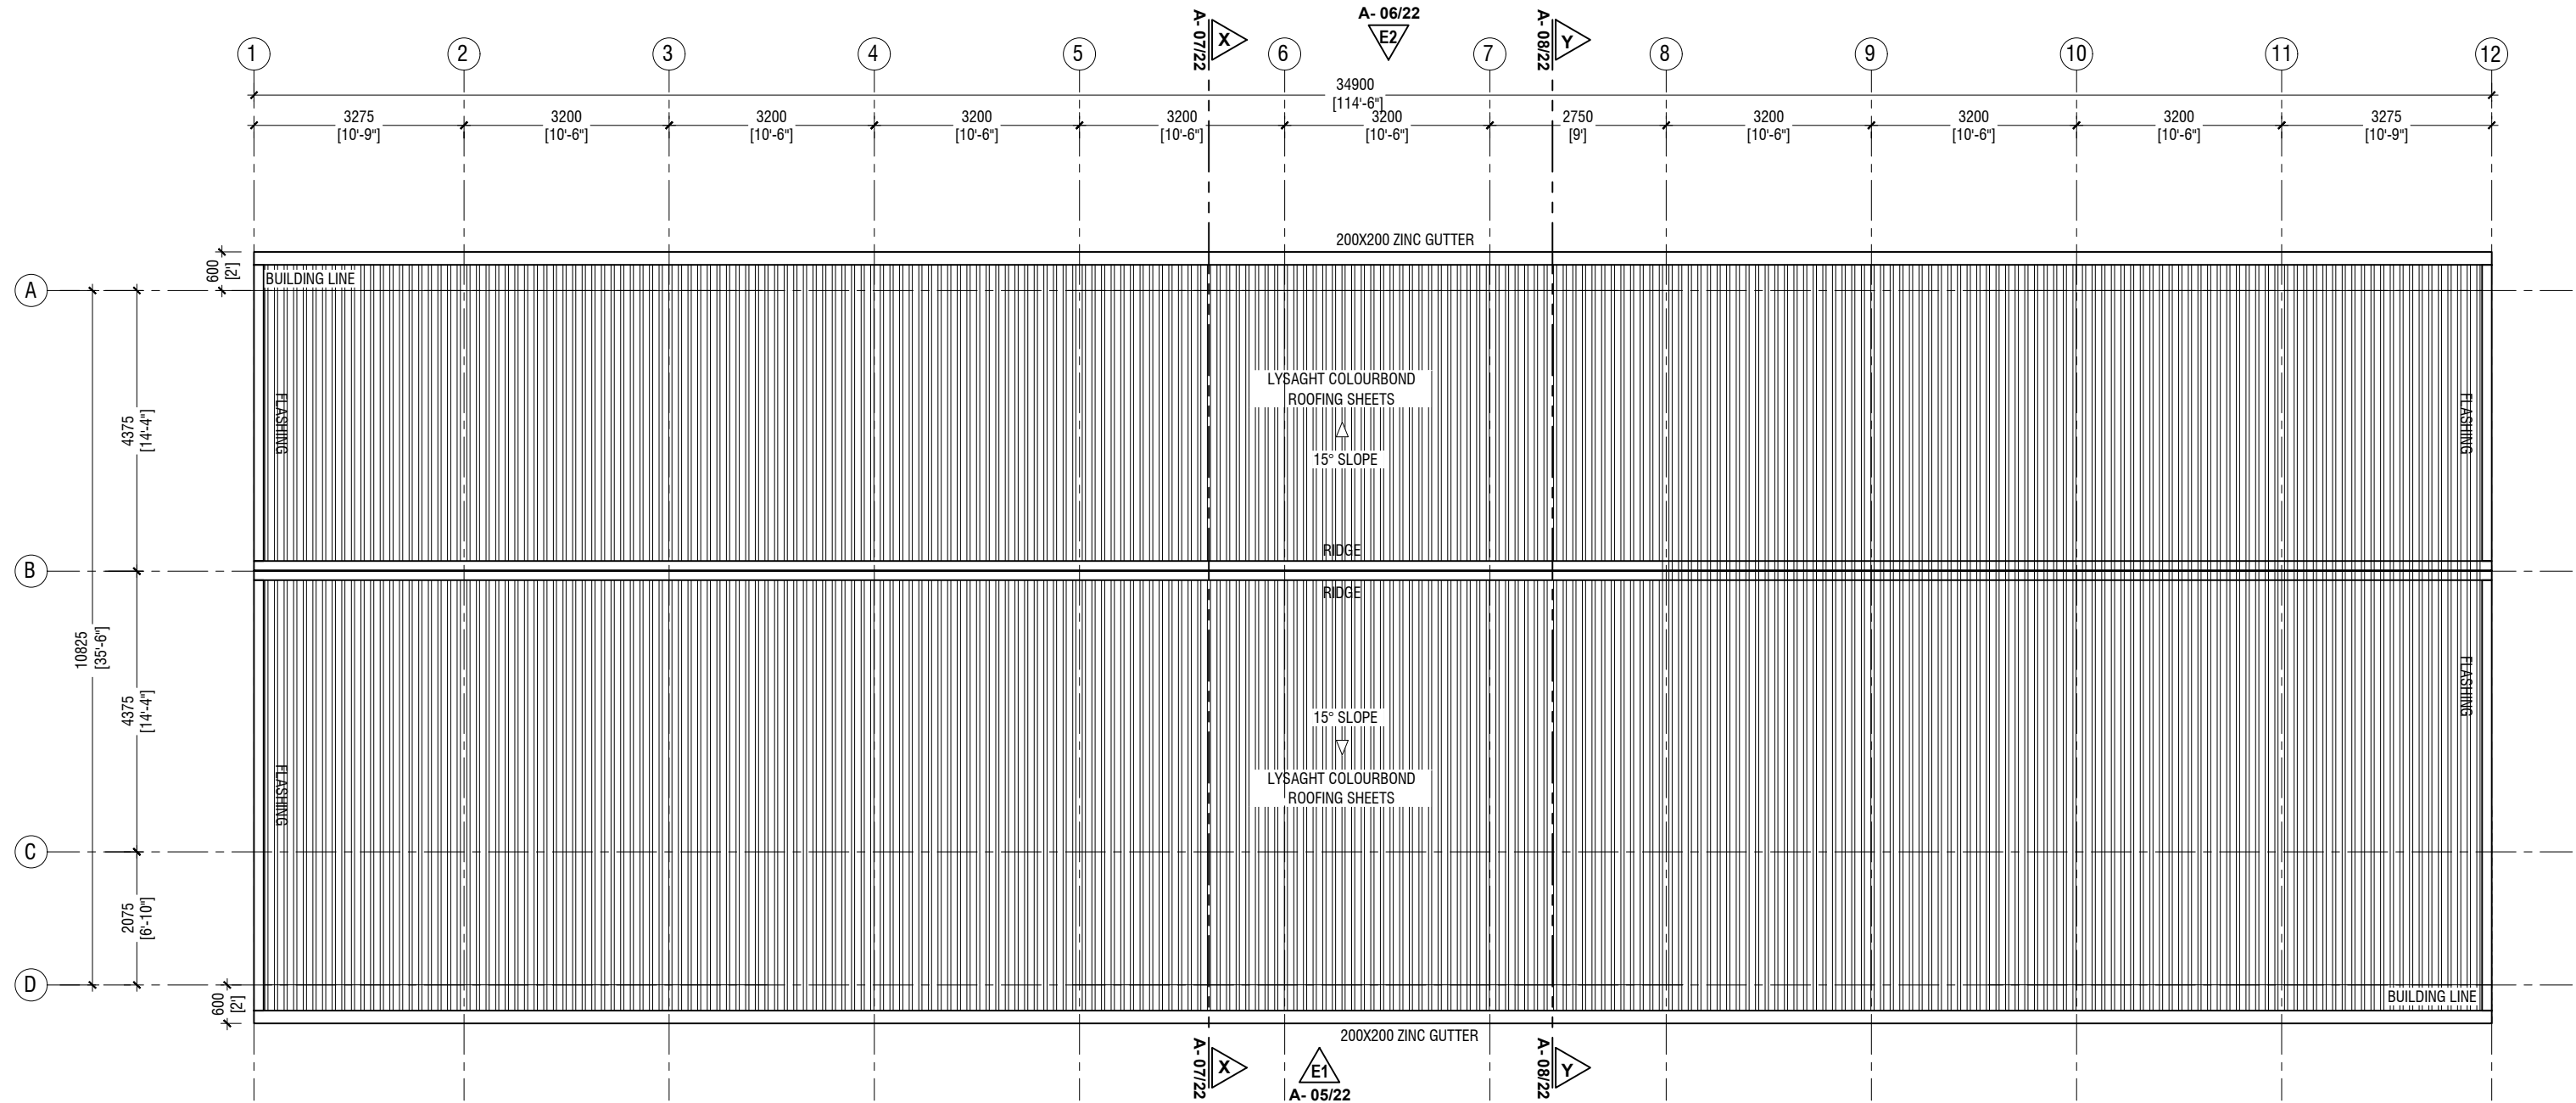 A- 06/22
E2
A- 07/22
X
A- 08/22
Y
1
2
3
4
5
6
7
8
9
10
11
12
34900
[114'-6"]
3275
[10'-9"]
3200
[10'-6"]
3200
[10'-6"]
3200
[10'-6"]
3200
[10'-6"]
3200
[10'-6"]
2750
[9']
3200
[10'-6"]
3200
[10'-6"]
3200
[10'-6"]
3275
[10'-9"]
200X200 ZINC GUTTER
600
[2']
BUILDING LINE
A
4375
[14'-4"]
FLASHING
LYSAGHT COLOURBOND
ROOFING SHEETS
15° SLOPE
FLASHING
RIDGE
B
RIDGE
10825
[35'-6"]
4375
[14'-4"]
FLASHING
15° SLOPE
LYSAGHT COLOURBOND
ROOFING SHEETS
FLASHING
C
2075
[6'-10"]
D
600
[2']
BUILDING LINE
200X200 ZINC GUTTER
A- 07/22
X
E1
A- 05/22
A- 08/22
Y